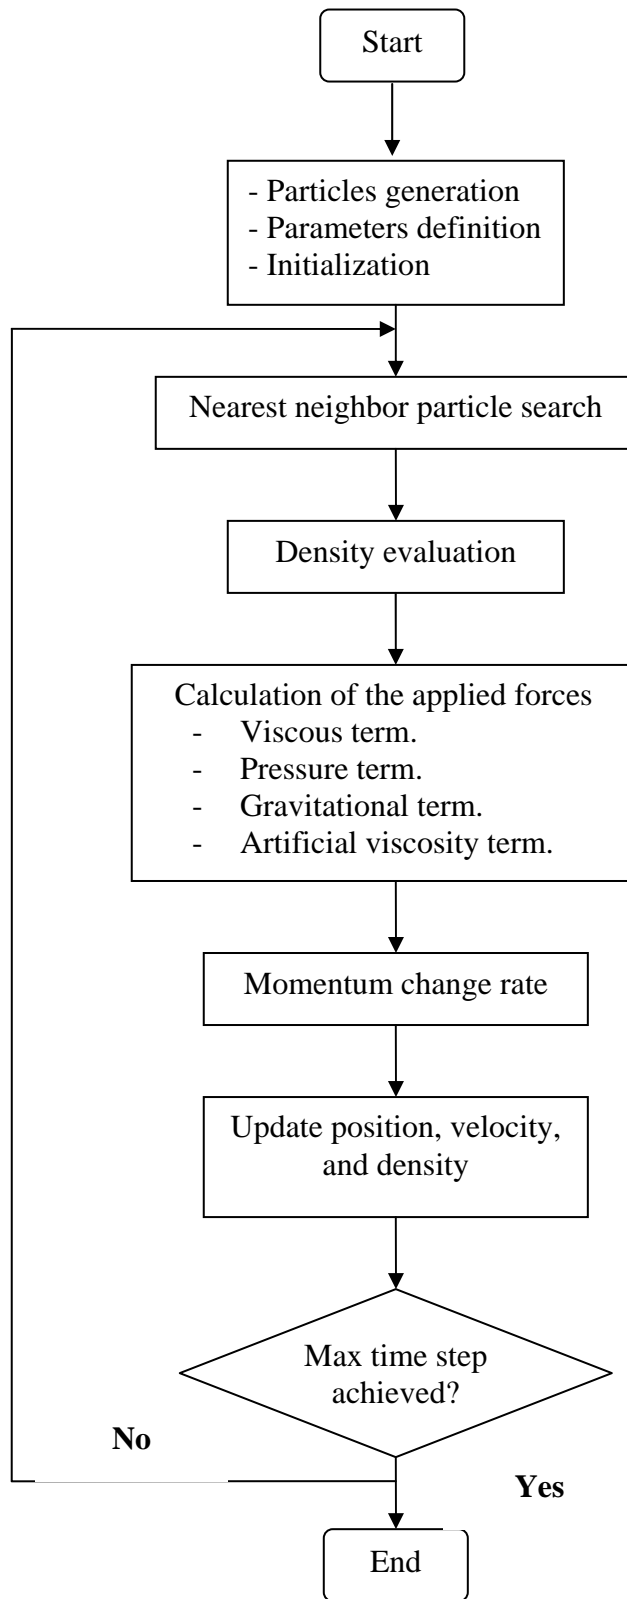 Start
- Particles generation
- Parameters definition
- Initialization
Nearest neighbor particle search
Density evaluation
Calculation of the applied forces
- Viscous term.
- Pressure term.
- Gravitational term.
- Artificial viscosity term.
Momentum change rate
Update position, velocity,
and density
Max time step
achieved?
No
Yes
End